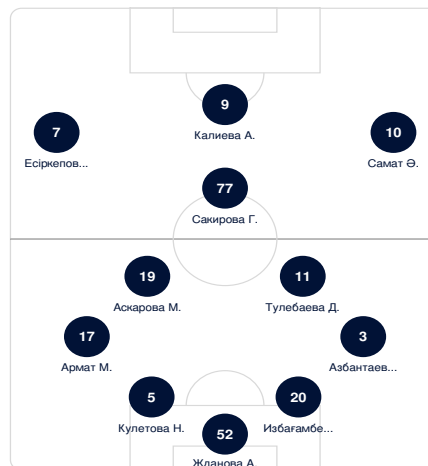 9
Калиева А.
7
Есіркепов...
10
Самат Ә.
77
Сакирова Г.
19
Аскарова М.
11
Тулебаева Д.
17
Армат М.
3
Азбантаев...
5
Кулетова Н.
20
Избағамбе...
52
Жданова А.